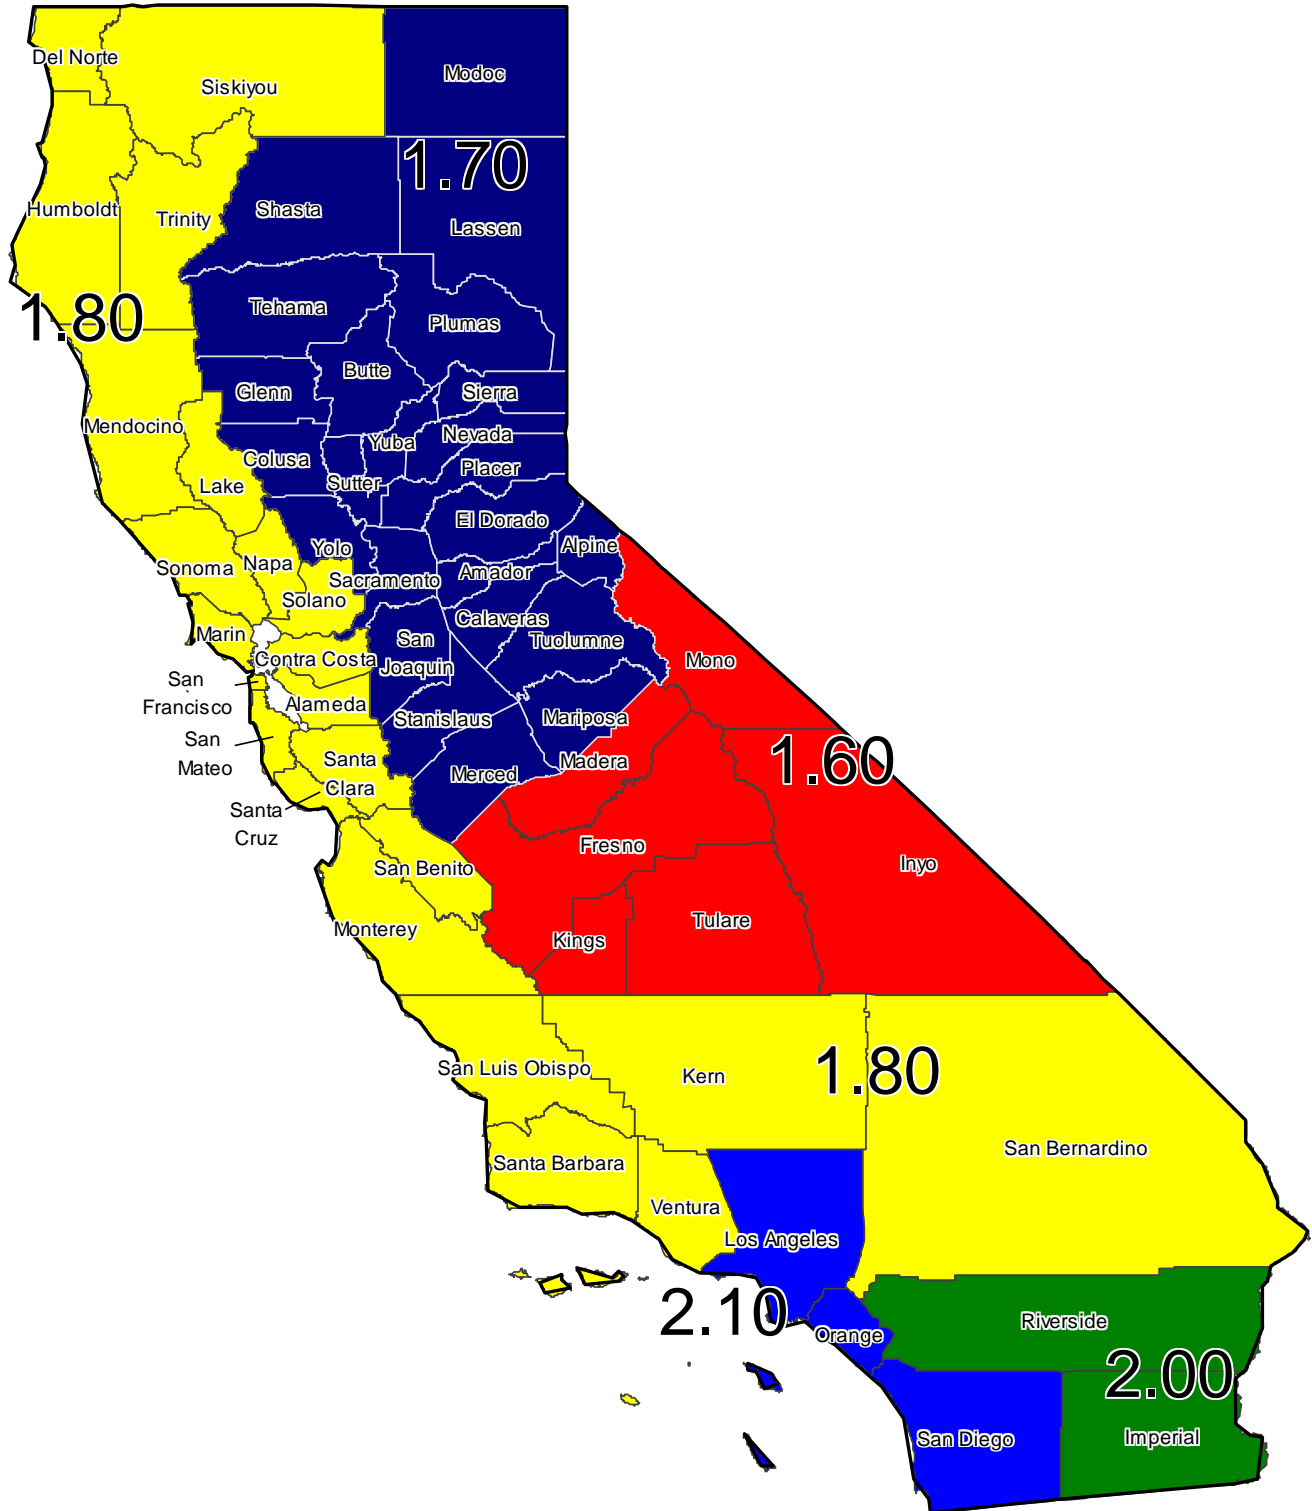 Del Norte
Siskiyou
Modoc
1.70
Humboldt
Trinity
Shasta
Lassen
1.80
Tehama
Plumas
Butte
Glenn
Sierra
Mendocino
Yuba
Nevada
Colusa
Placer
Lake
Sutter
El Dorado
Yolo
Alpine
Sonoma
Napa
Sacramento
Amador
Solano
Calaveras
Marin
San
Joaquin
Tuolumne
Contra Costa
Mono
San
Francisco
Alameda
Stanislaus
Mariposa
San
Mateo
Santa
Clara
Merced
Madera
1.60
Santa
Cruz
Fresno
Inyo
San Benito
Monterey
Kings
Tulare
San Luis Obispo
Kern
1.80
San Bernardino
Santa Barbara
Ventura
Los Angeles
2.10
Orange
Riverside
2.00
San Diego
Imperial